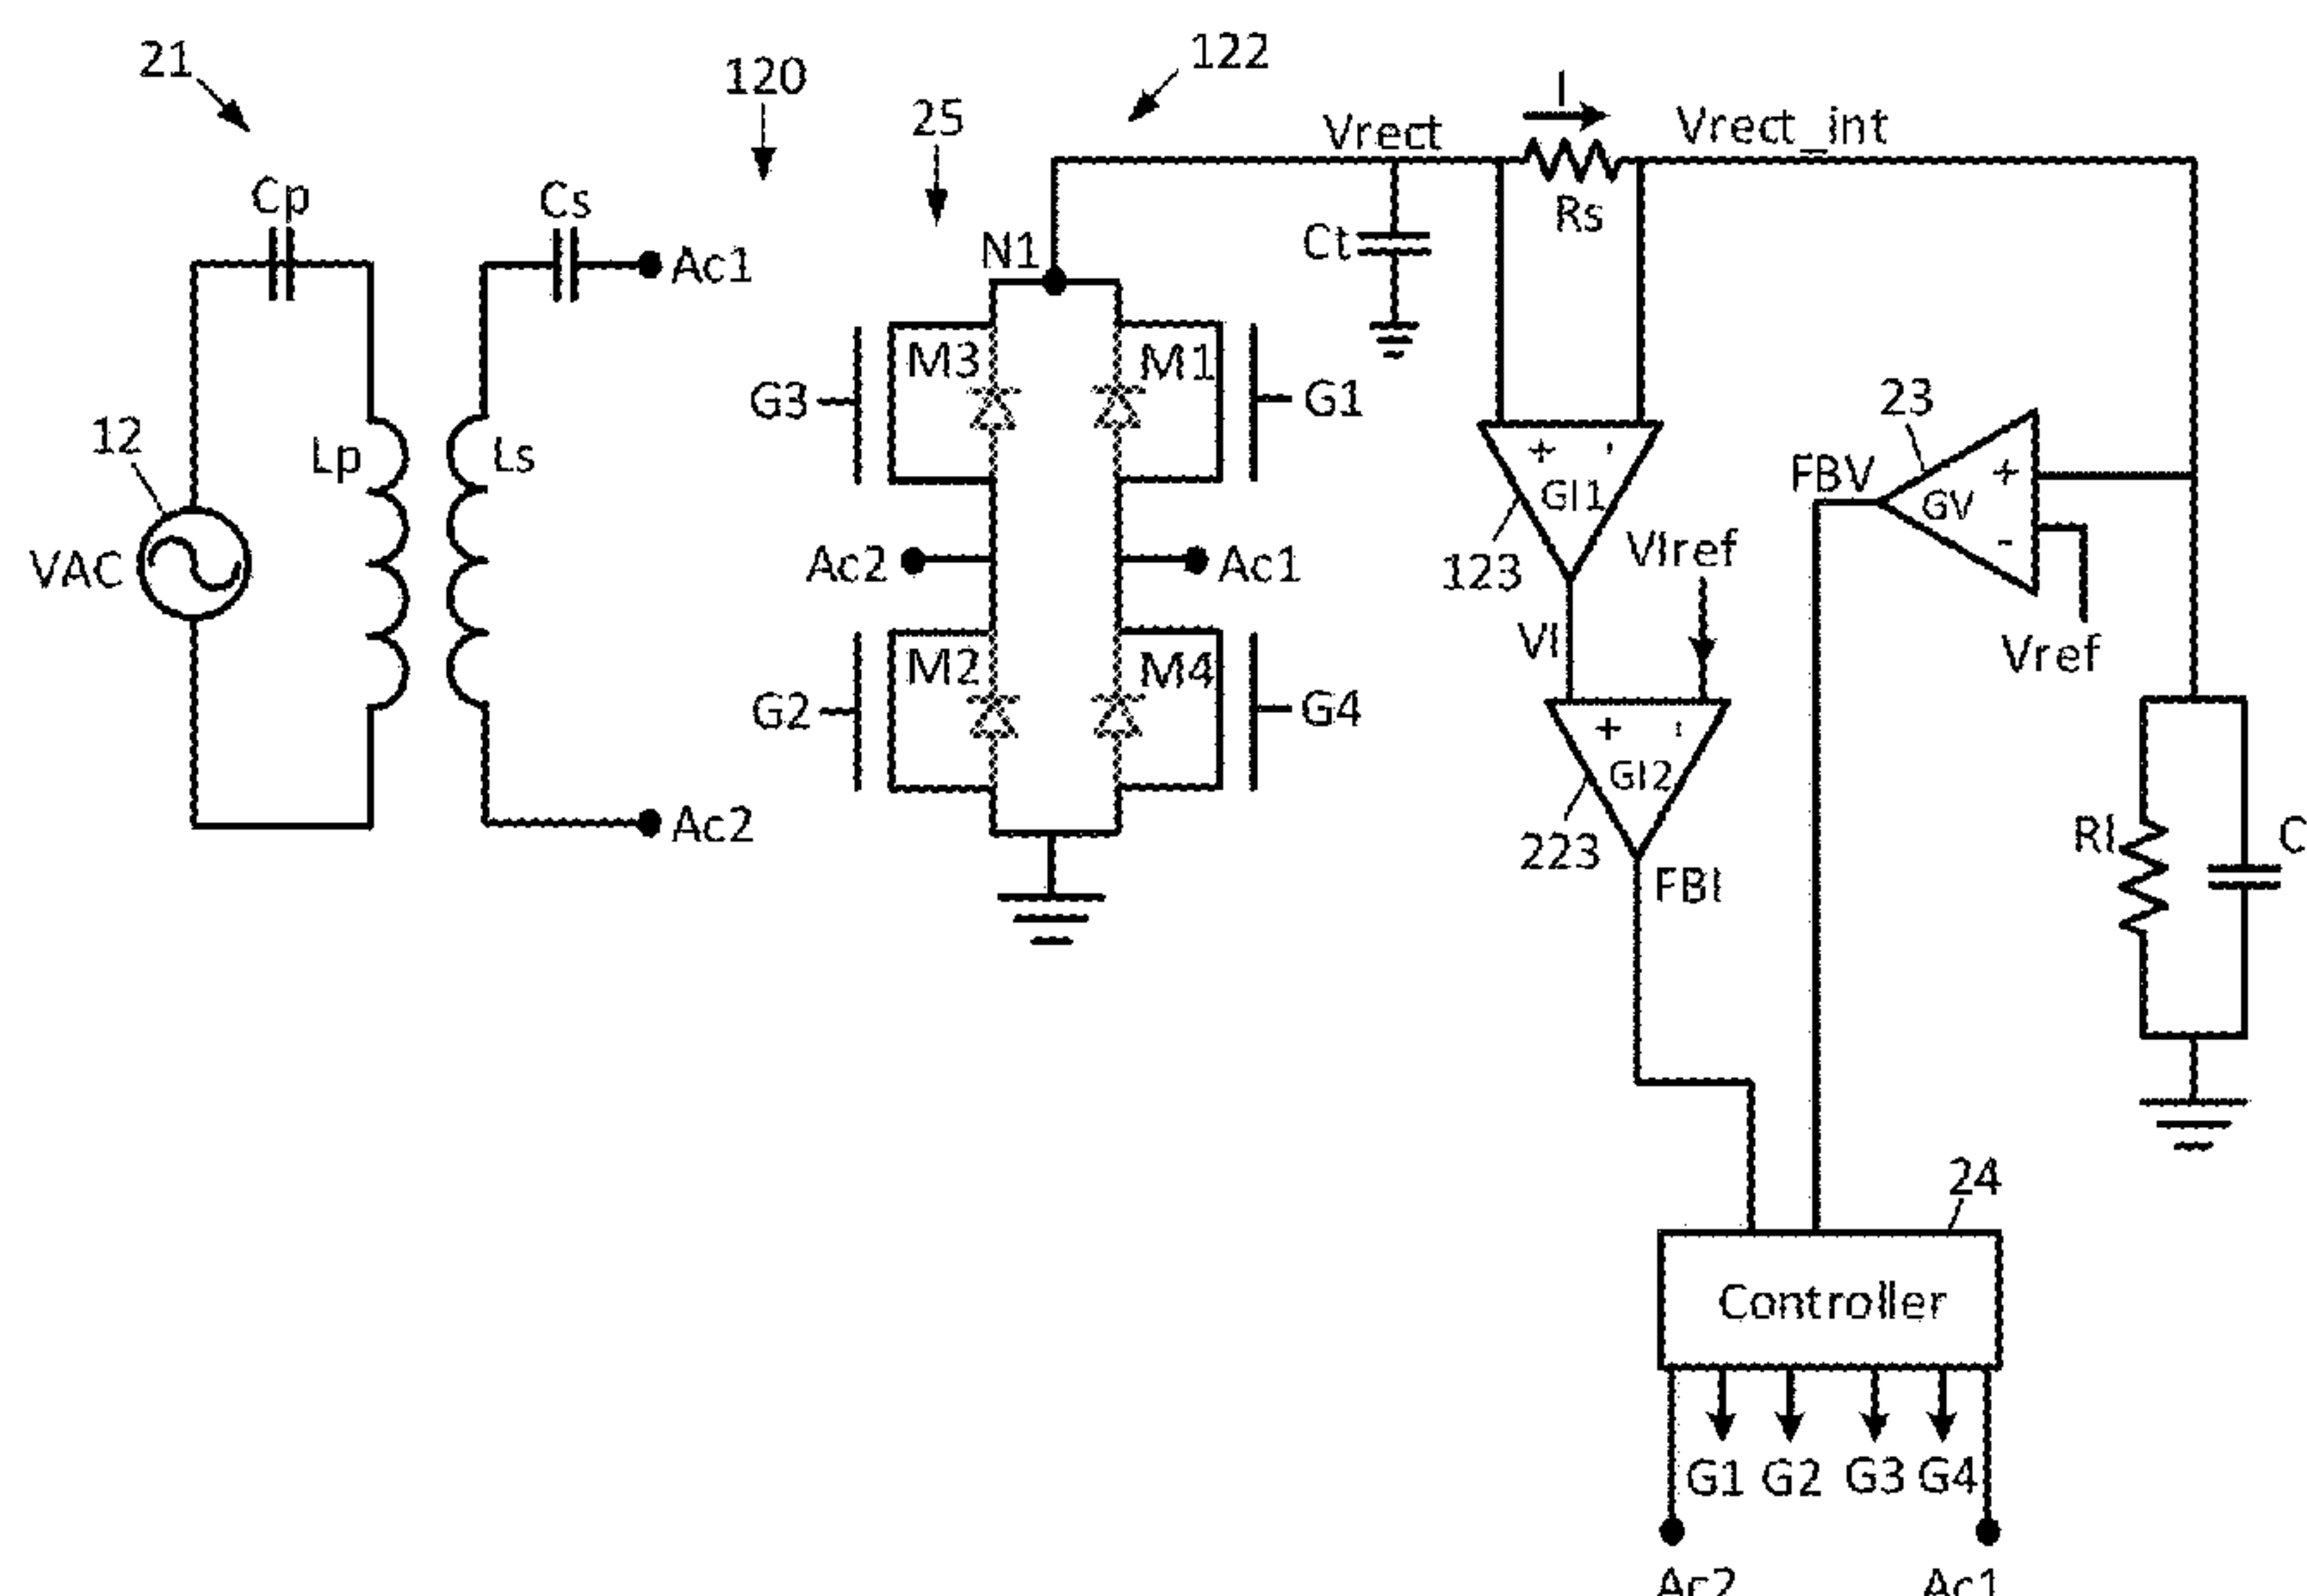 21
120
122
25
I
Vrect
Vrect_int
Cp
Cs
Rs
Ct
N1
Ac1
M3
M1
G3
G1
23
12
Lp
Ls
+
-
GI1
FBV
+
GV
-
VIref
VAC
Ac2
Ac1
123
VI
Vref
M2
M4
G2
G4
+
-
GI2
223
Ac2
Rl
C
FBI
24
Controller
G1 G2 G3 G4
Ac2
Ac1